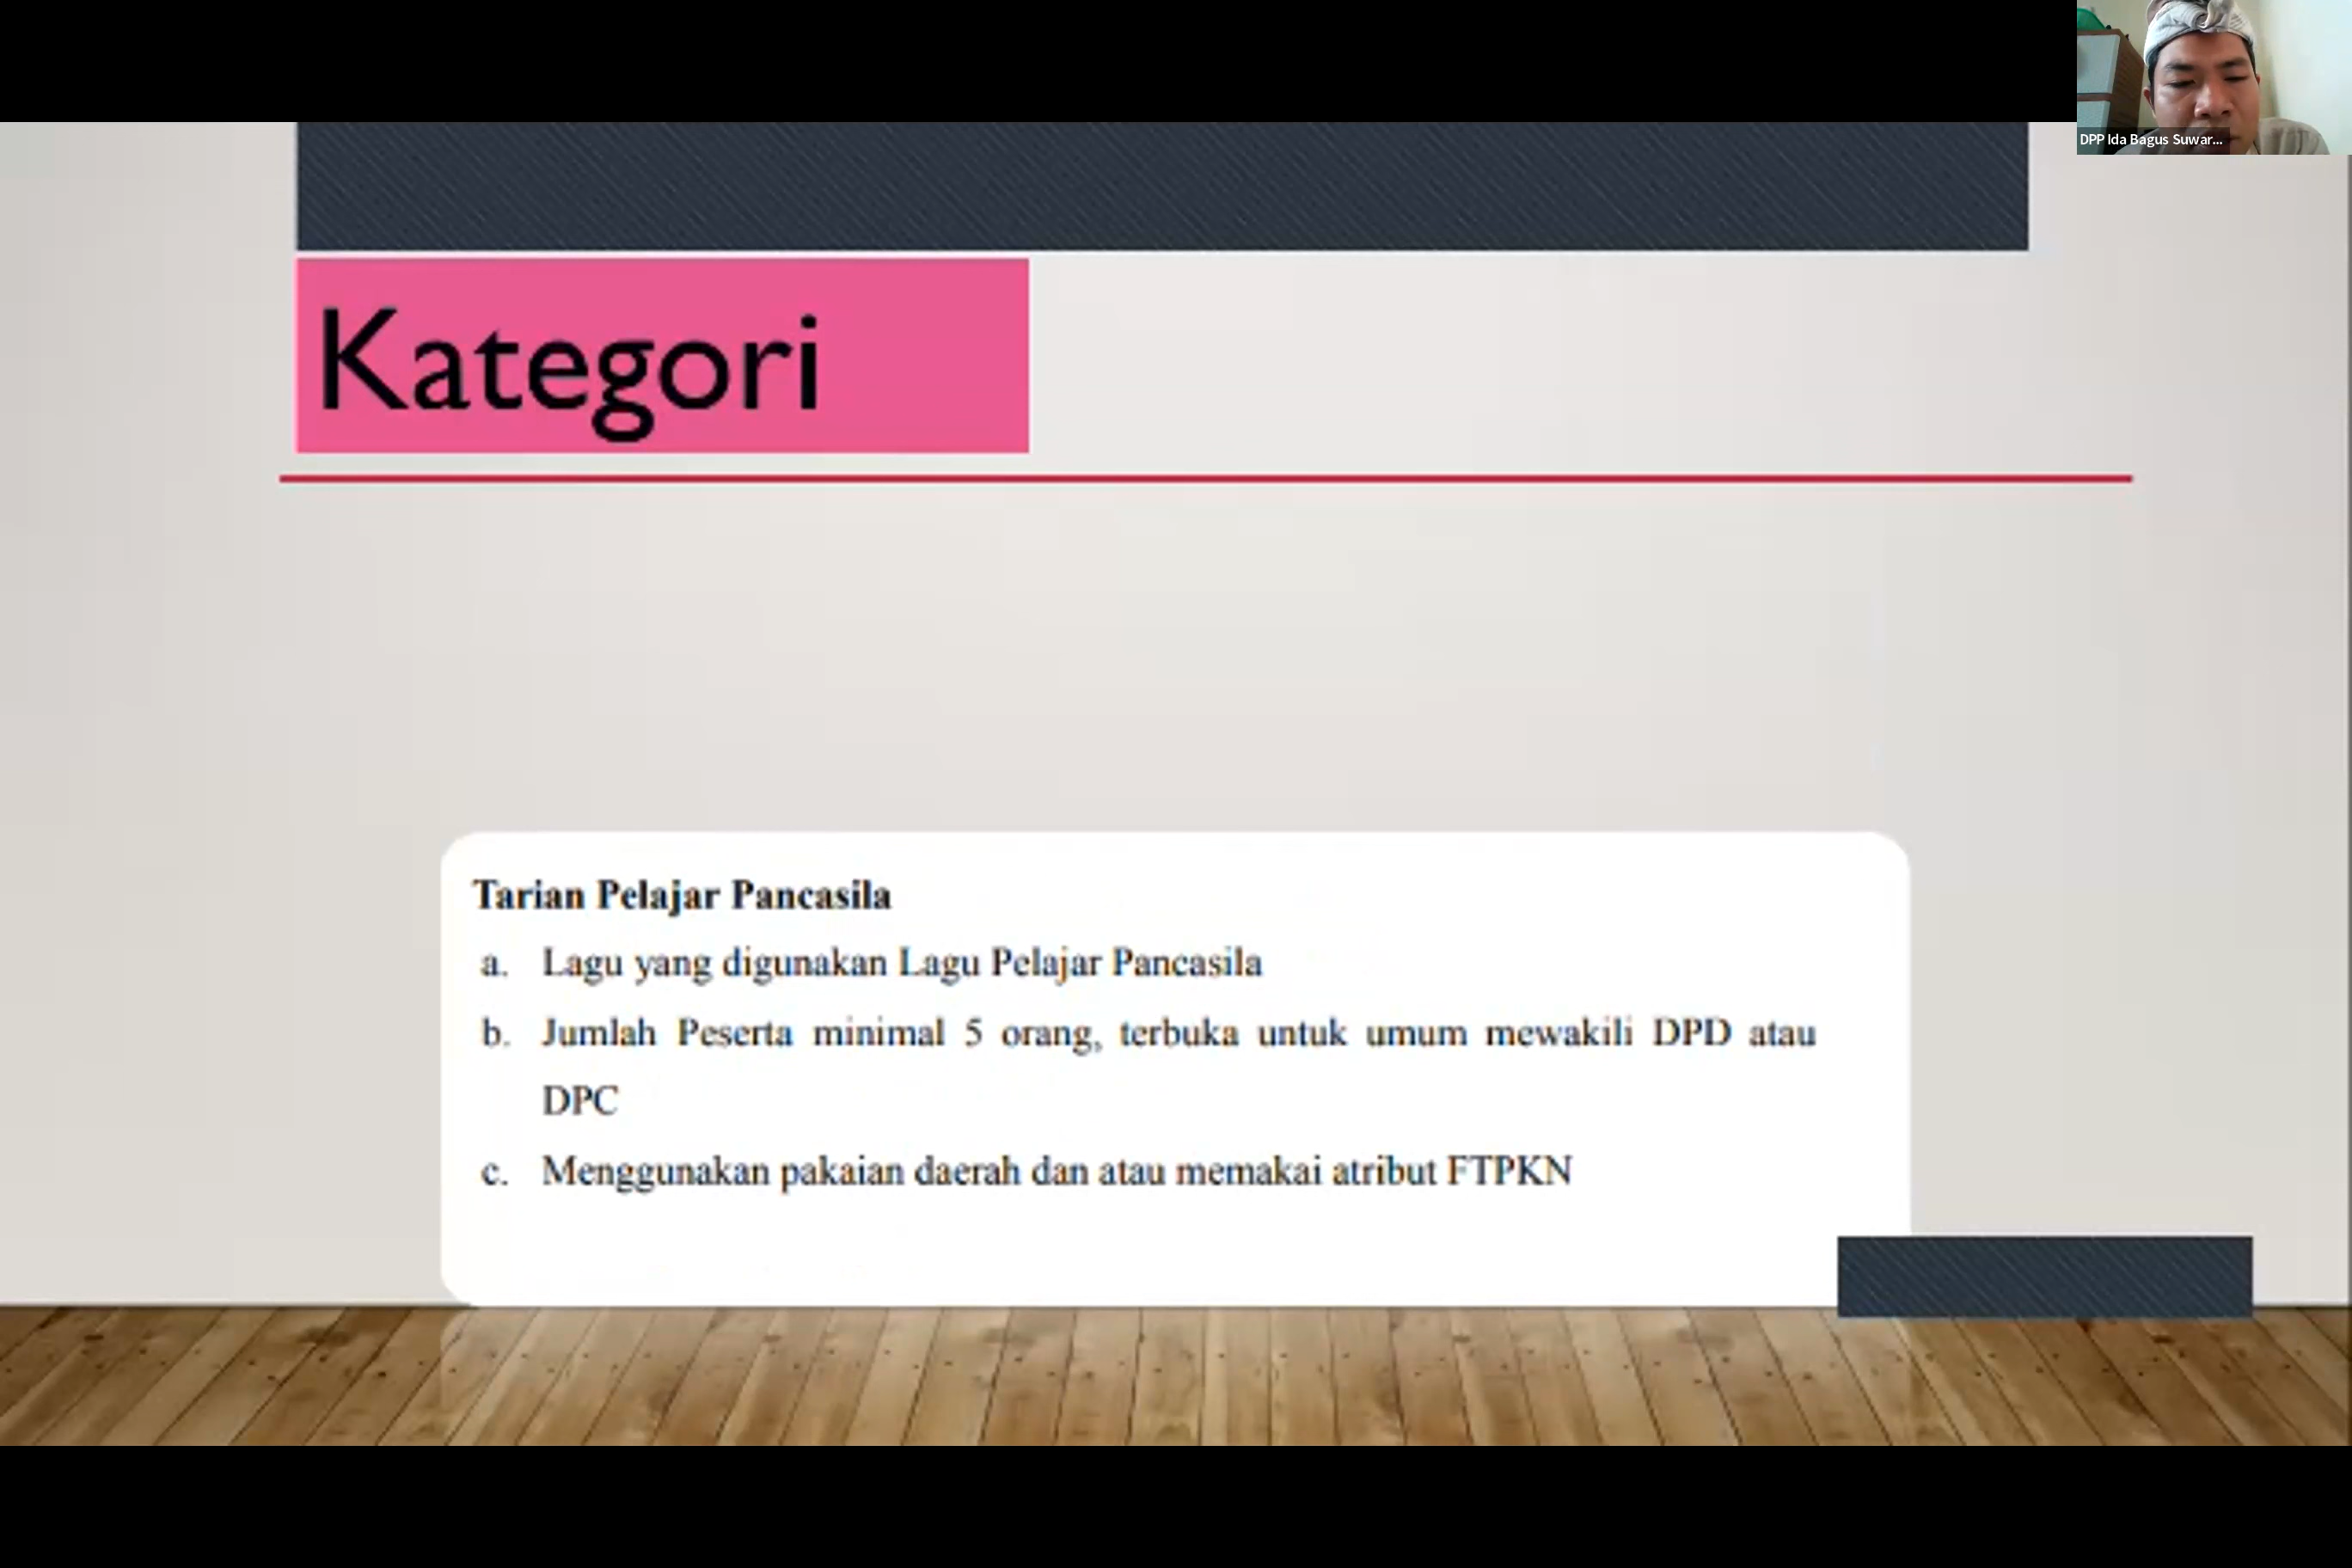 DPP Ida Bagus Suwar...
Kategori
Tarian Pelajar Pancasila
a. Lagu yang digunakan Lagu Pelajar Pancasila
b. Jumlah Peserta minimal 5 orang, terbuka untuk umum mewakili DPD atau
DPC
c. Menggunakan pakaian daerah dan atau memakai atribut FTPKN